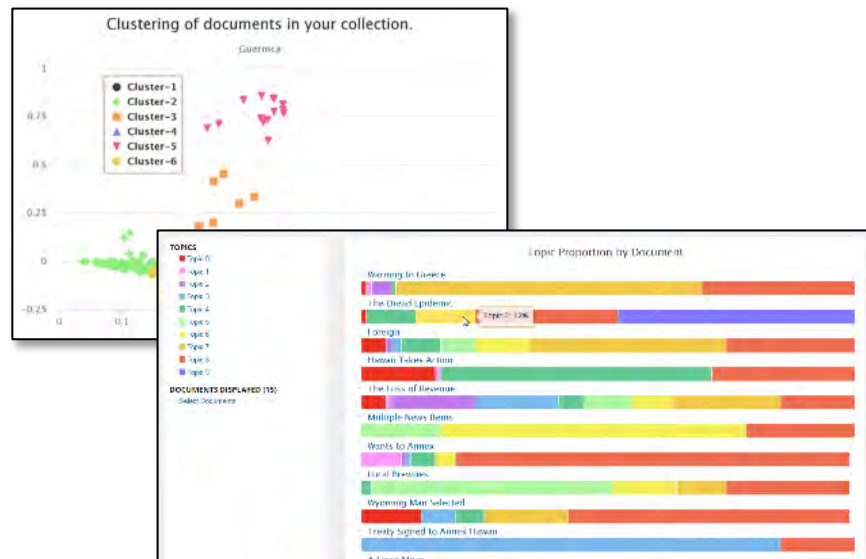 Clustering of documents in your collection.
Guernica
1
0.75
0.5
0.25
0
-0.25
0
0.1
Cluster-1
Cluster-2
Cluster-3
Cluster-4
Cluster-5
Cluster-6
TOPICS
Topic 0
Topic 1
Topic 2
Topic 3
Topic 4
Topic 5
Topic 6
Topic 7
Topic 8
Topic 9
DOCUMENTS DISPLAYED (15)
Select Documents
Topic Proportion by Document
Warning to Greece
The Dread Epidemic
Foreign
Hawaii Takes Action
The Loss of Revenue
Multiple News Items
Wants to Annex
Local Brevities
Wyoming Man Selected
Treaty Signed to Annex Hawaii